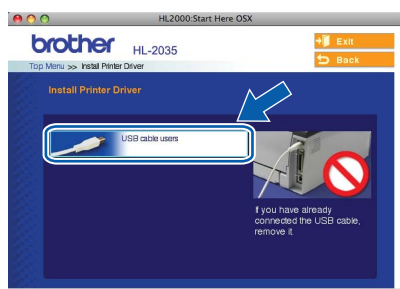 HL2000:Start Here OSX
brother HL-2035
Exit
Back
Top Menu >> Install Printer Driver
Install Printer Driver
USB cable users
If you have already
connected the USB cable,
remove it